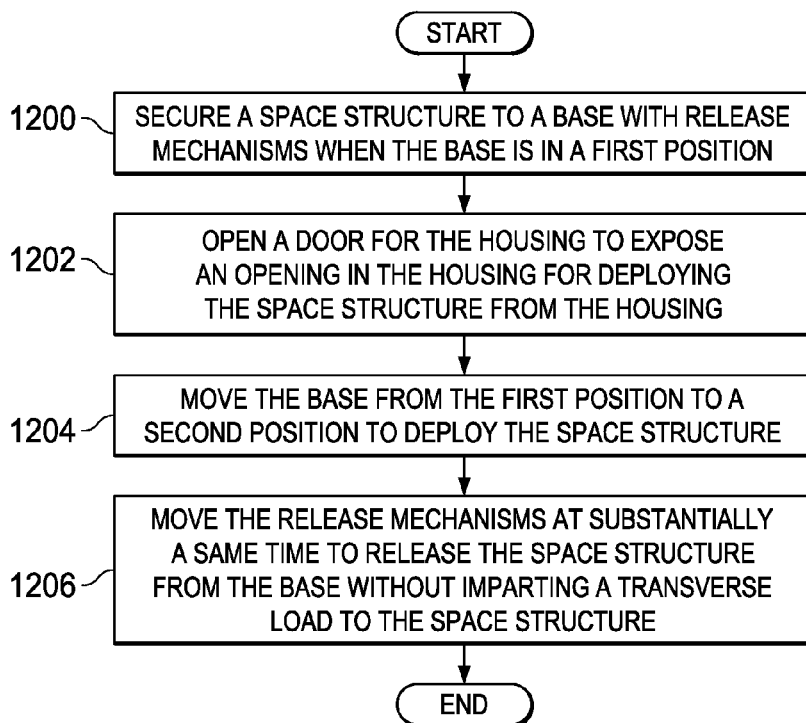 START
1200
SECURE A SPACE STRUCTURE TO A BASE WITH RELEASE
MECHANISMS WHEN THE BASE IS IN A FIRST POSITION
1202
OPEN A DOOR FOR THE HOUSING TO EXPOSE
AN OPENING IN THE HOUSING FOR DEPLOYING
THE SPACE STRUCTURE FROM THE HOUSING
1204
MOVE THE BASE FROM THE FIRST POSITION TO A
SECOND POSITION TO DEPLOY THE SPACE STRUCTURE
1206
MOVE THE RELEASE MECHANISMS AT SUBSTANTIALLY
A SAME TIME TO RELEASE THE SPACE STRUCTURE
FROM THE BASE WITHOUT IMPARTING A TRANSVERSE
LOAD TO THE SPACE STRUCTURE
END